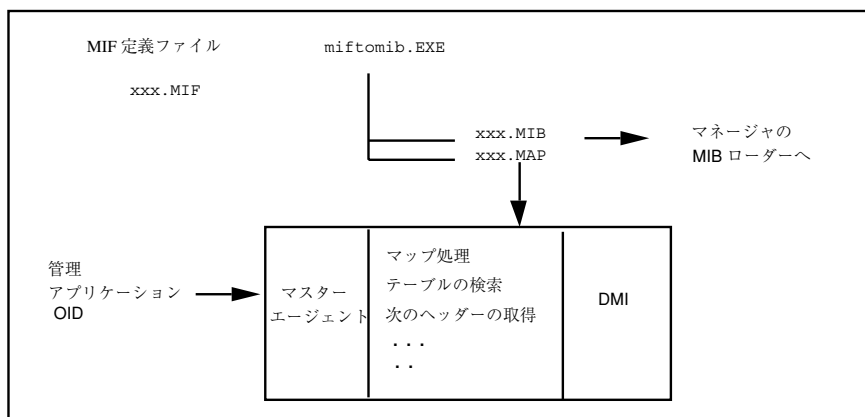 MIF 定義ファイル
miftomib.EXE
xxx.MIF
xxx.MIB
xxx.MAP
マネージャの
MIB ローダーへ
管理
アプリケーション
OID
マスター
エージェント
マップ処理
テーブルの検索
次のヘッダーの取得
...
..
DMI